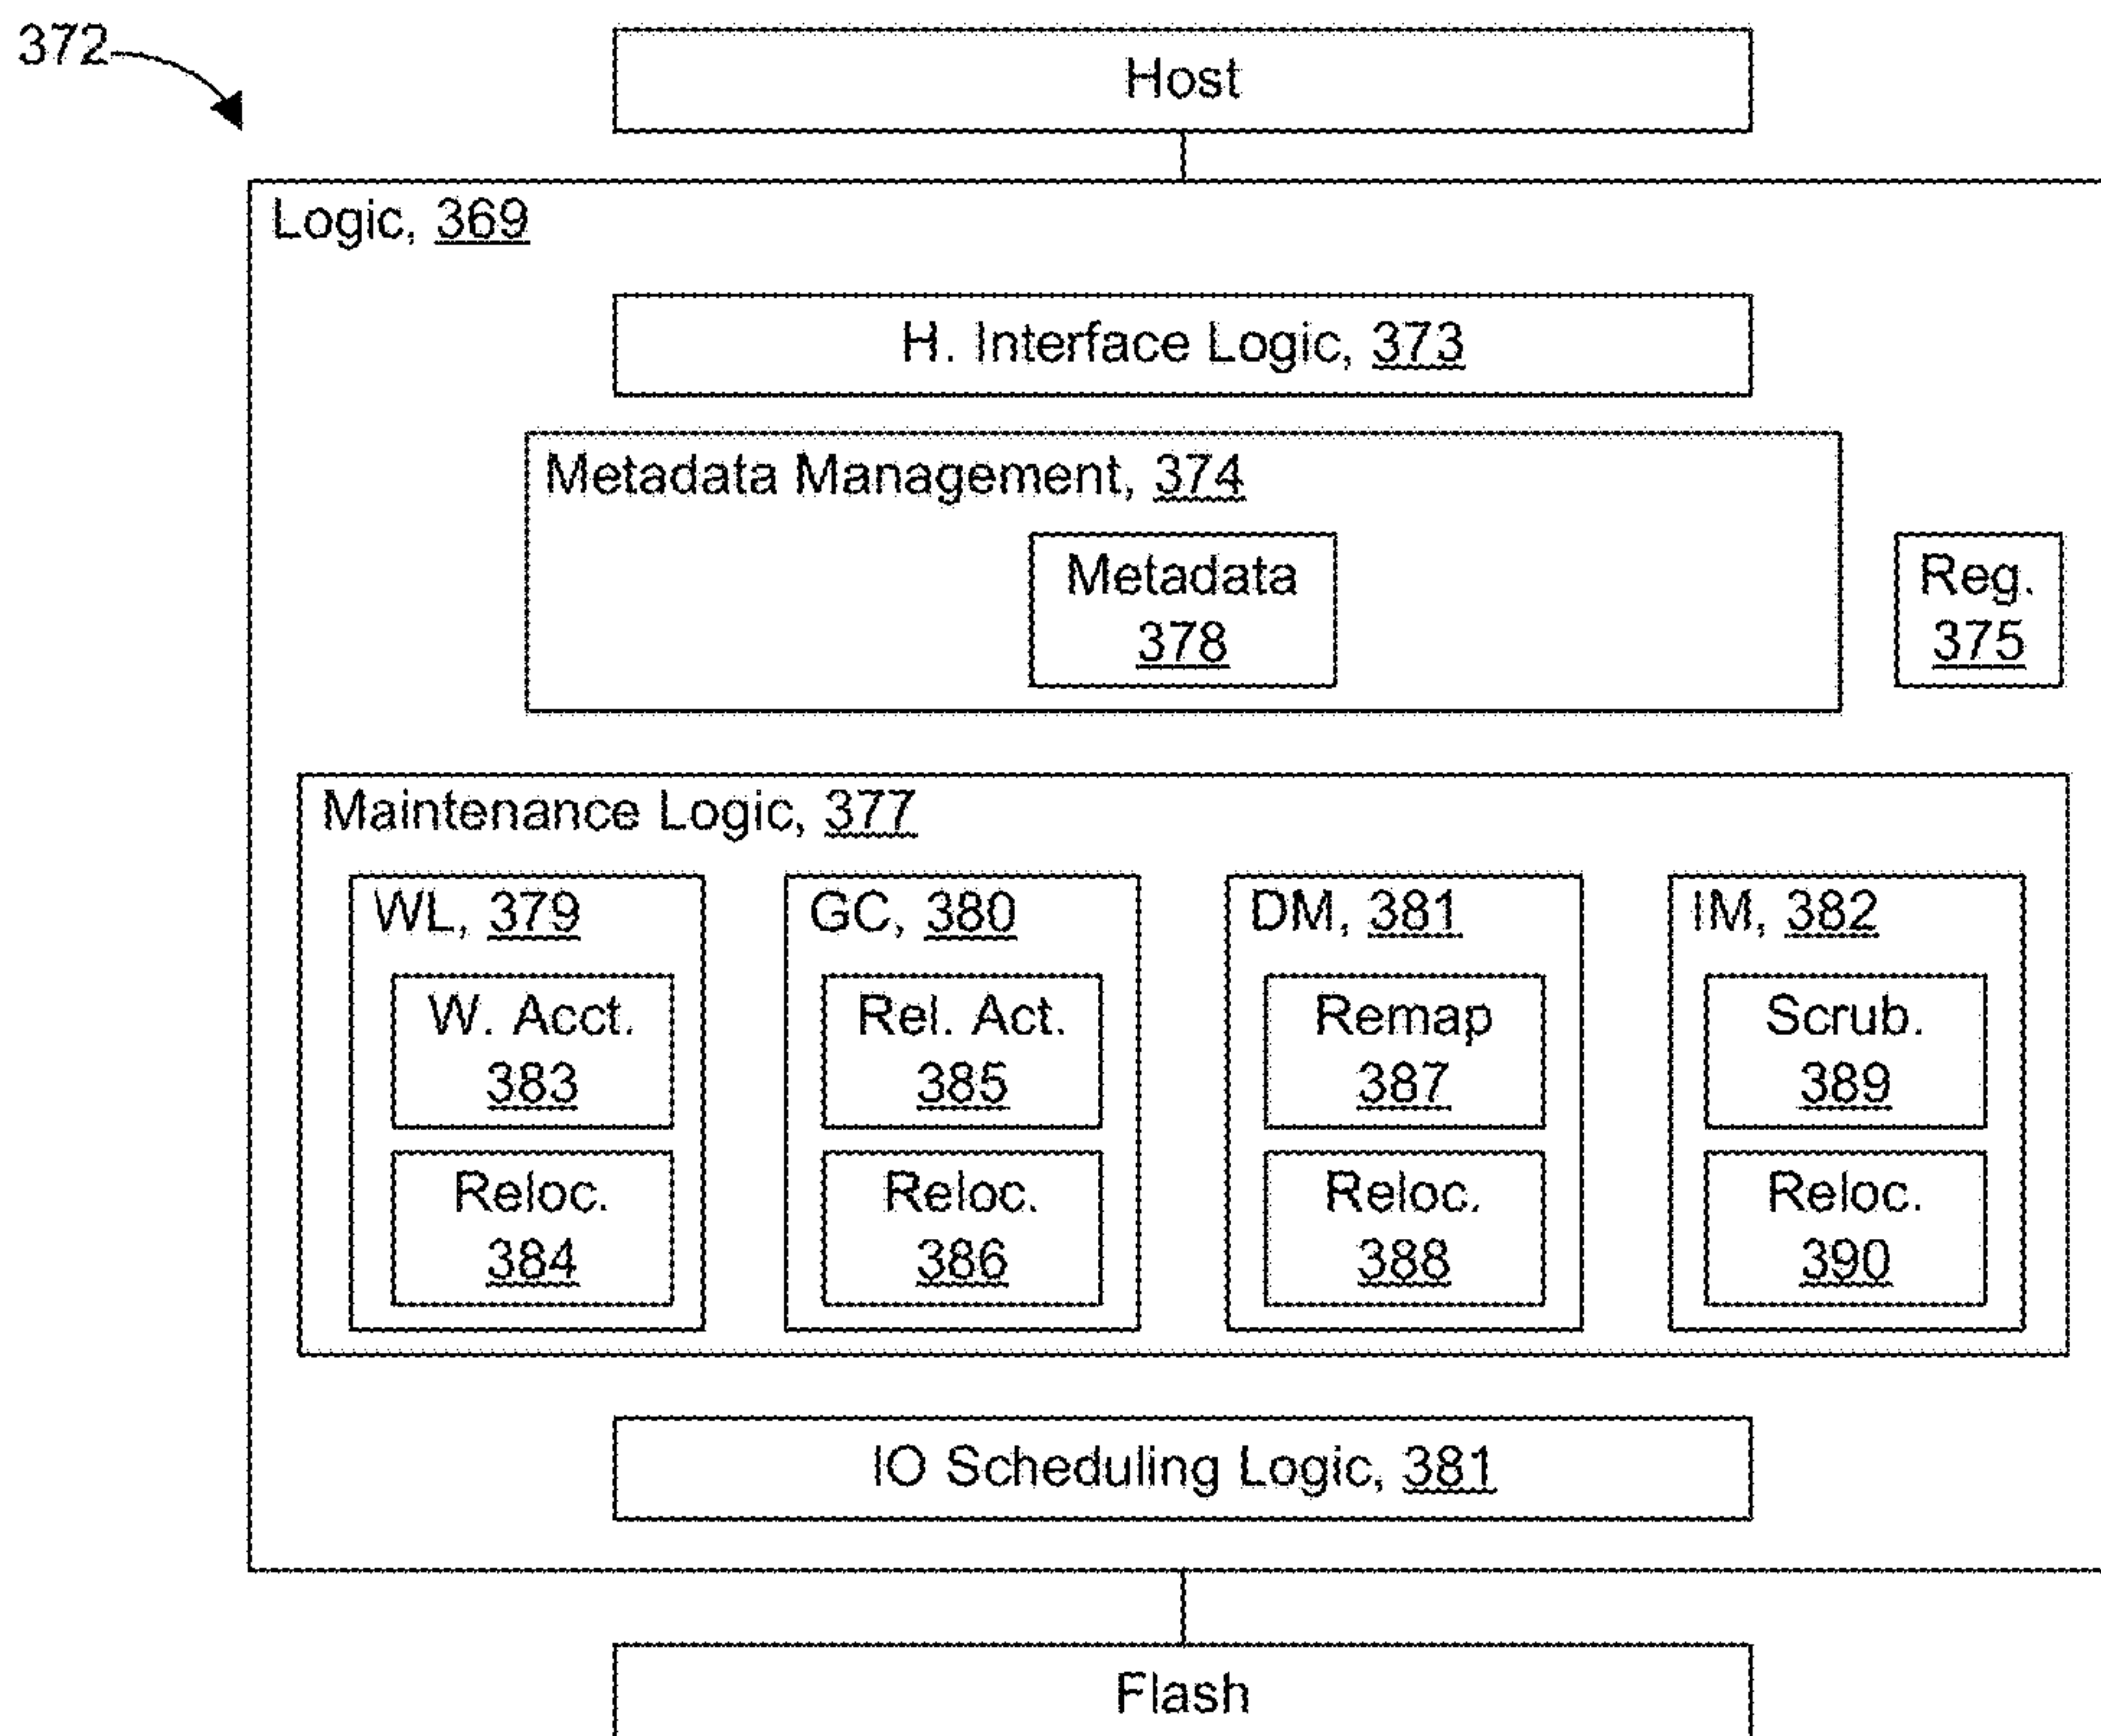 372
Host
Logic, 369
H. Interface Logic, 373
Metadata Management, 374
Metadata
378
Reg.
375
Maintenance Logic, 377
WL, 379
W. Acct.
383
Reloc.
384
GC, 380
Rel. Act.
385
Reloc.
386
DM, 381
Remap
387
Reloc.
388
IM, 382
Scrub.
389
Reloc.
390
IO Scheduling Logic, 381
Flash